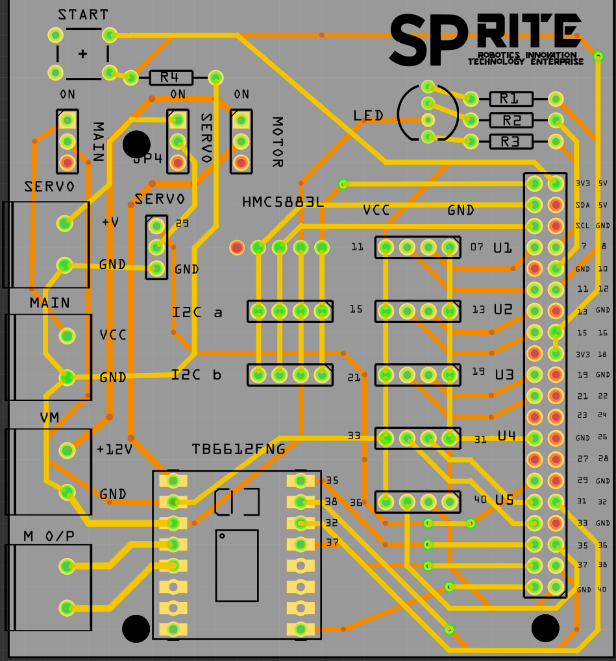 START
SPRITE
ROBOTICS INNOVATION
TECHNOLOGY ENTERPRISE
R4
ON
ON
ON
R1
LED
R2
R3
MAIN
JP4
SERVO
MOTOR
SERVO
SERVO
HMC5883L
VCC
GND
3V3 5V
SDA 5V
SCL GND
+V
29
GND
GND
11
07
U1
7 8
GND 10
11 12
MAIN
I2C a
15
13
U2
13 GND
VCC
15 16
3V3 18
GND
I2C b
21
19
U3
19 GND
21 22
VM
23 24
+12V
TB6612FNG
33
31
U4
GND 26
27 28
GND
35
38
36
40
U5
29 GND
31 32
32
33 GND
M O/P
37
35 36
37 38
GND 40